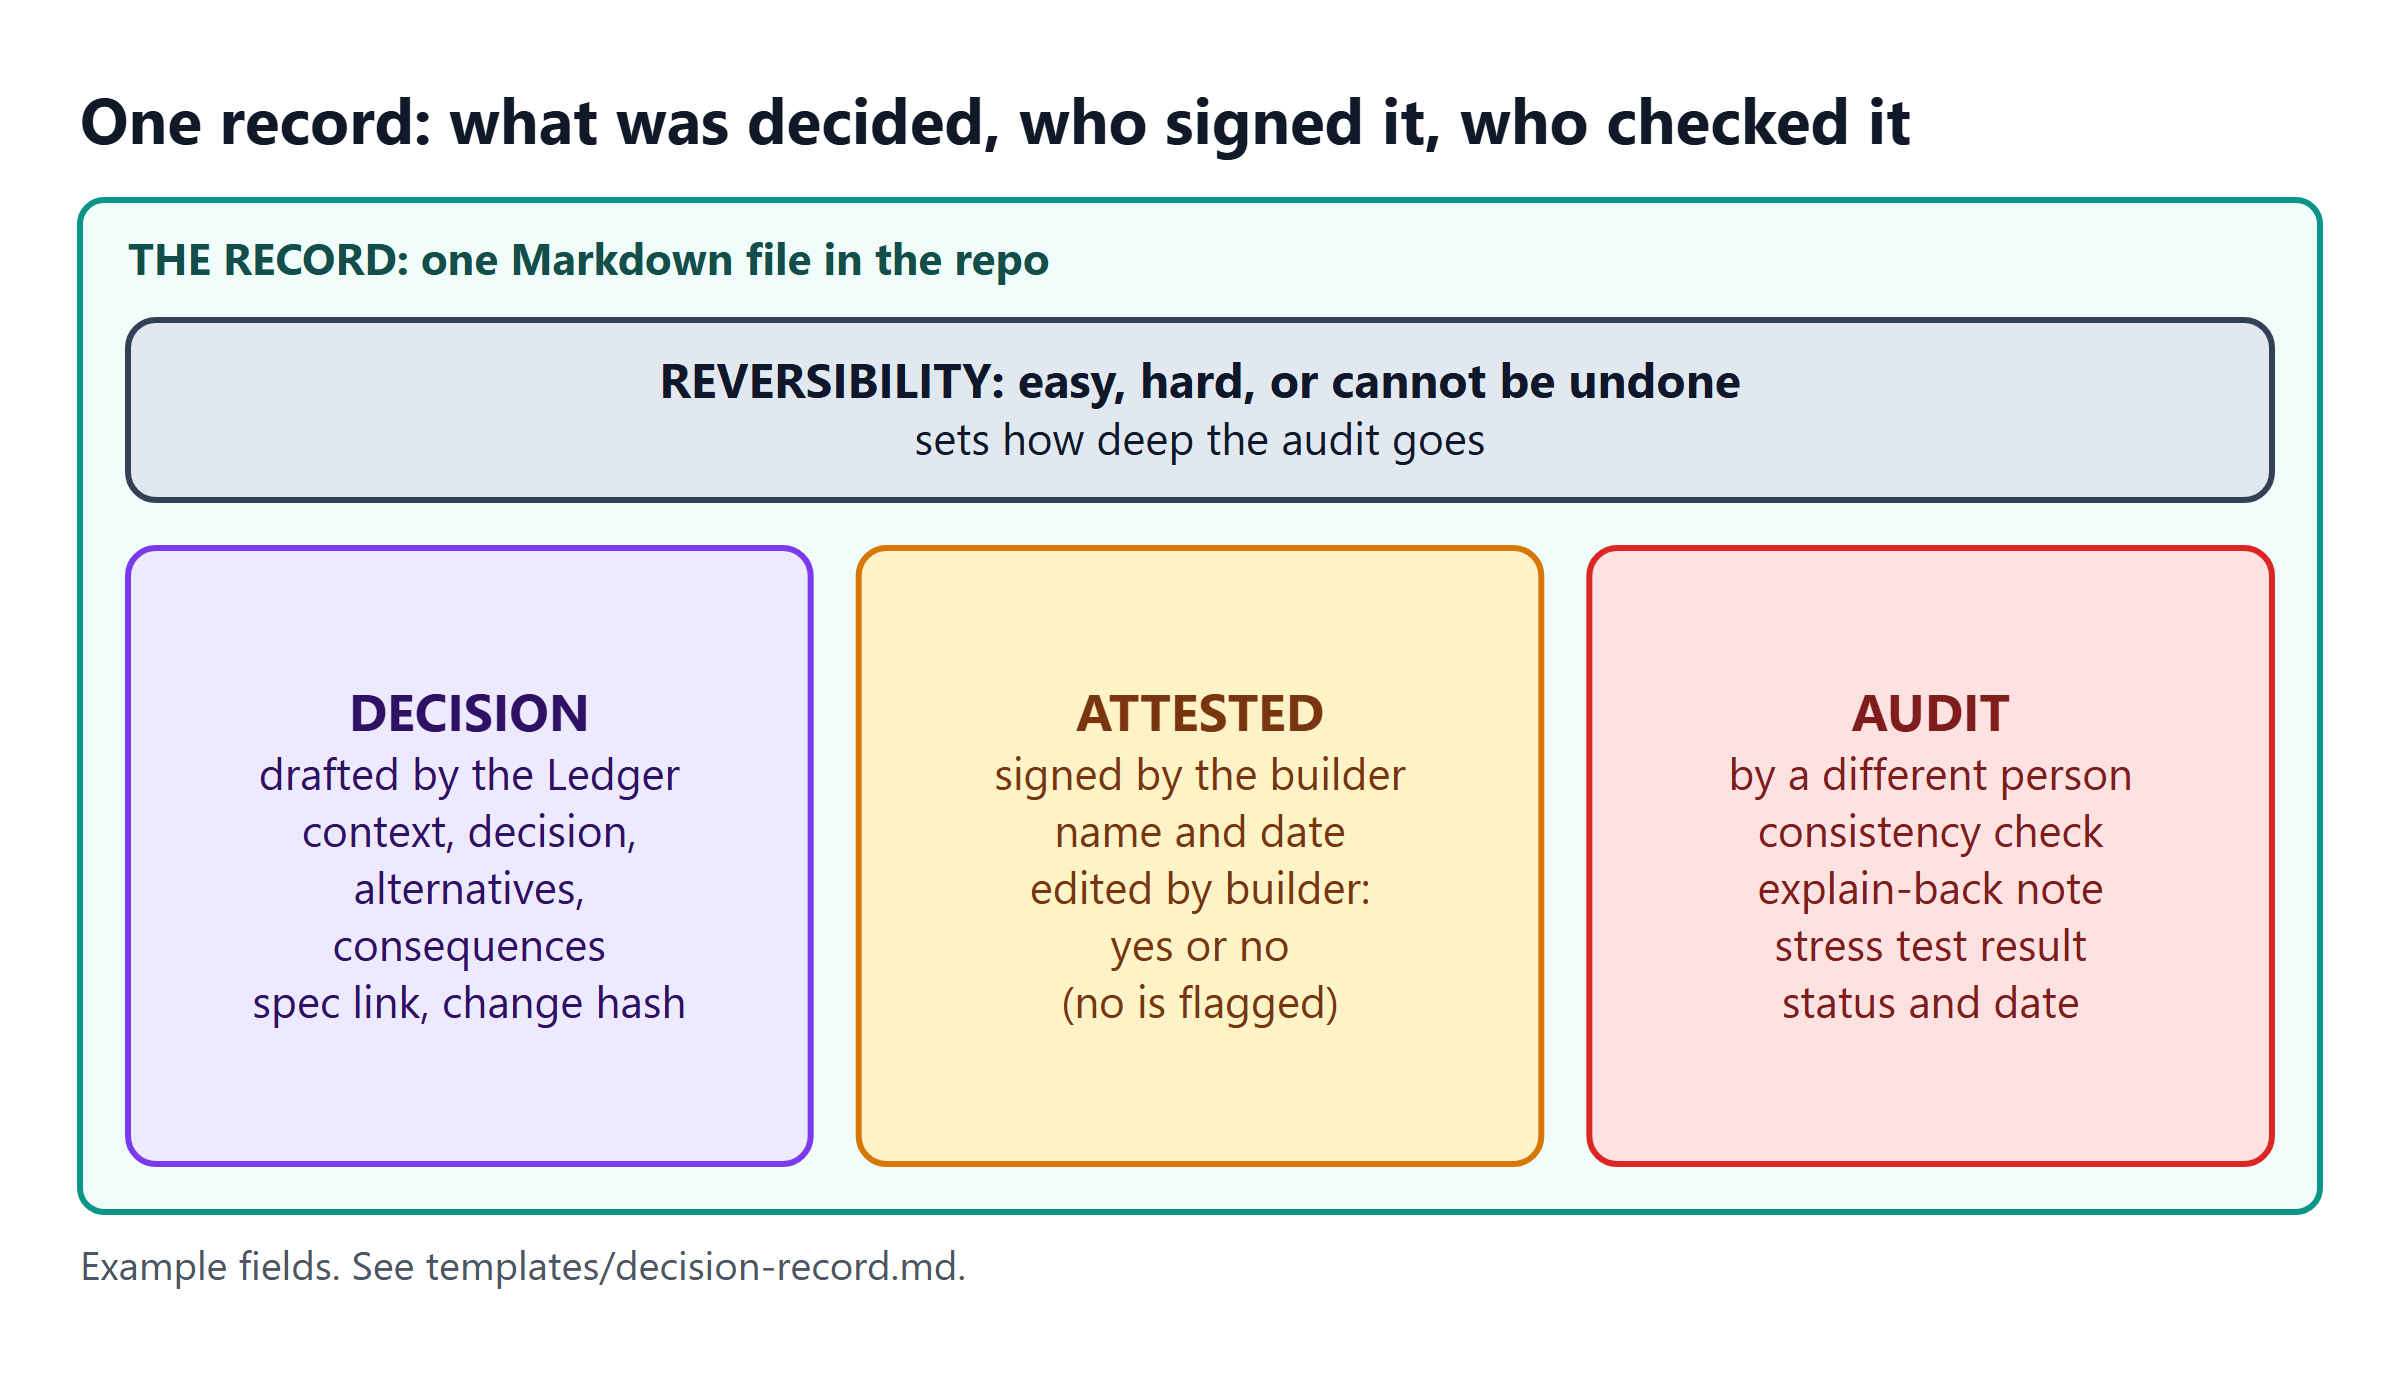 One record: what was decided, who signed it, who checked it
THE RECORD: one Markdown file in the repo
REVERSIBILITY: easy, hard, or cannot be undone
sets how deep the audit goes
DECISION
drafted by the Ledger
context, decision,
alternatives,
consequences
spec link, change hash
ATTESTED
signed by the builder
name and date
edited by builder:
yes or no
(no is flagged)
AUDIT
by a different person
consistency check
explain-back note
stress test result
status and date
Example fields. See templates/decision-record.md.